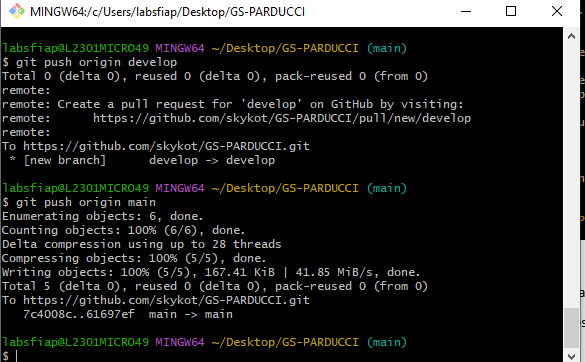 MINGW64:/c/Users/labsfiap/Desktop/GS-PARDUCCI
labsfiap@L2301MICRO49 MINGW64 ~/Desktop/GS-PARDUCCI (main)
$ git push origin develop
Total 0 (delta 0), reused 0 (delta 0), pack-reused 0 (from 0)
remote:
remote: Create a pull request for 'develop' on GitHub by visiting:
remote:      https://github.com/skykot/GS-PARDUCCI/pull/new/develop
remote:
To https://github.com/skykot/GS-PARDUCCI.git
 * [new branch]      develop -> develop
labsfiap@L2301MICRO49 MINGW64 ~/Desktop/GS-PARDUCCI (main)
$ git push origin main
Enumerating objects: 6, done.
Counting objects: 100% (6/6), done.
Delta compression using up to 28 threads
Compressing objects: 100% (5/5), done.
Writing objects: 100% (5/5), 167.41 KiB | 41.85 MiB/s, done.
Total 5 (delta 0), reused 0 (delta 0), pack-reused 0 (from 0)
To https://github.com/skykot/GS-PARDUCCI.git
   7c4008c..61697ef  main -> main
labsfiap@L2301MICRO49 MINGW64 ~/Desktop/GS-PARDUCCI (main)
$